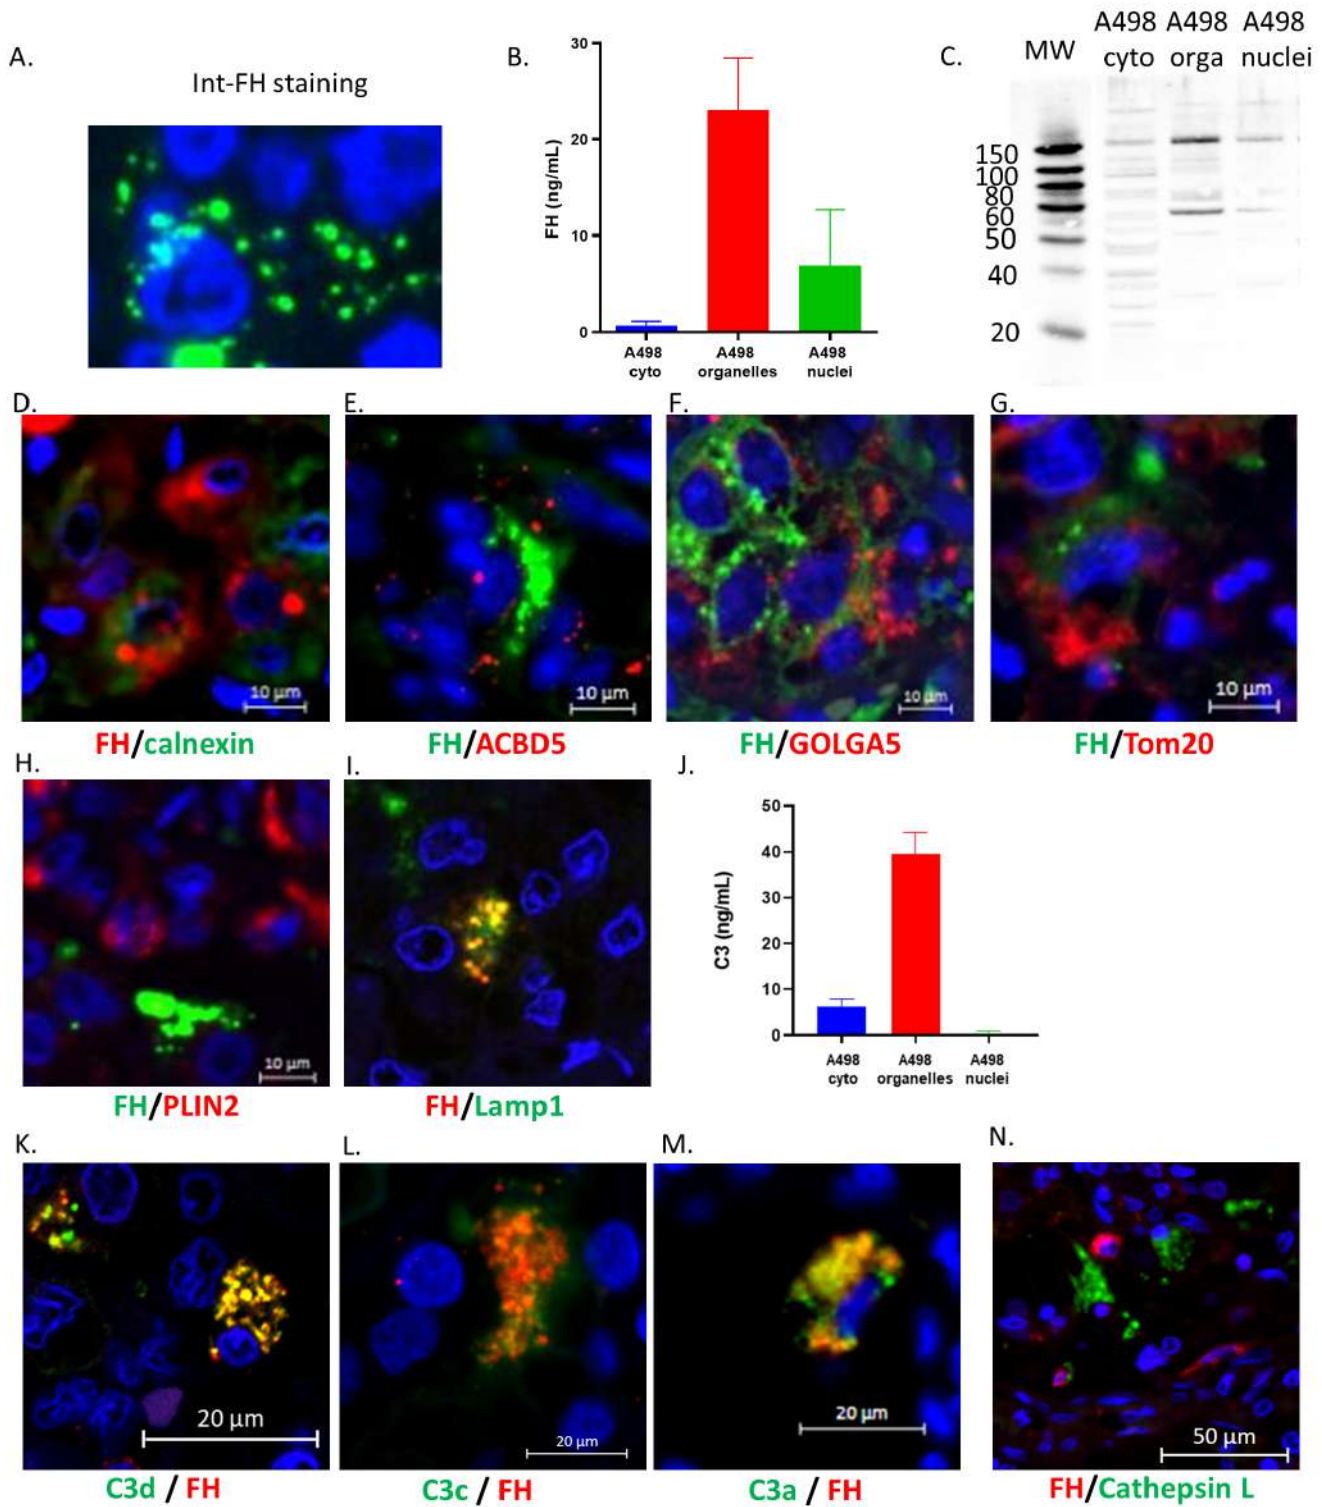 A.
Int-FH staining
B.
FH (ng/mL)
30
20
10
0
A498
cyto
A498
organelles
A498
nuclei
C.
MW
A498
cyto
A498
orga
A498
nuclei
150
100
80
60
50
40
20
D.
10 µm
FH/calnexin
E.
10 µm
FH/ACBD5
F.
10 µm
FH/GOLGA5
G.
10 µm
FH/Tom20
H.
10 µm
FH/PLIN2
I.
FH/Lamp1
J.
C3 (ng/mL)
50
40
30
20
10
0
A498
cyto
A498
organelles
A498
nuclei
K.
20 µm
C3d / FH
L.
20 µm
C3c / FH
M.
20 µm
C3a / FH
N.
50 µm
FH/Cathepsin L